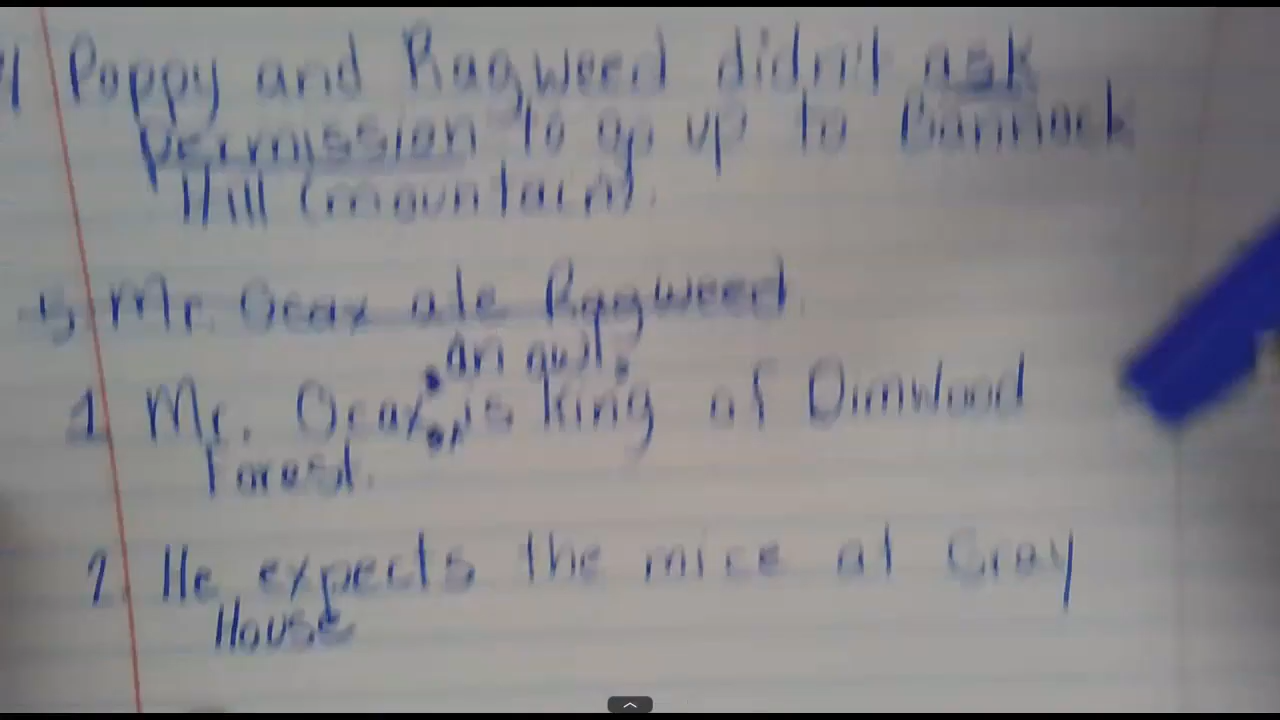 4) Poppy and Ragweed didn't ask
permission to go up to Bannock
Hill (mountain).
5) Mr. Ocax ate Ragweed.
, an owl,
1. Mr. Ocax is King of Dimwood
Forest.
2. He expects the mice at Gray
House